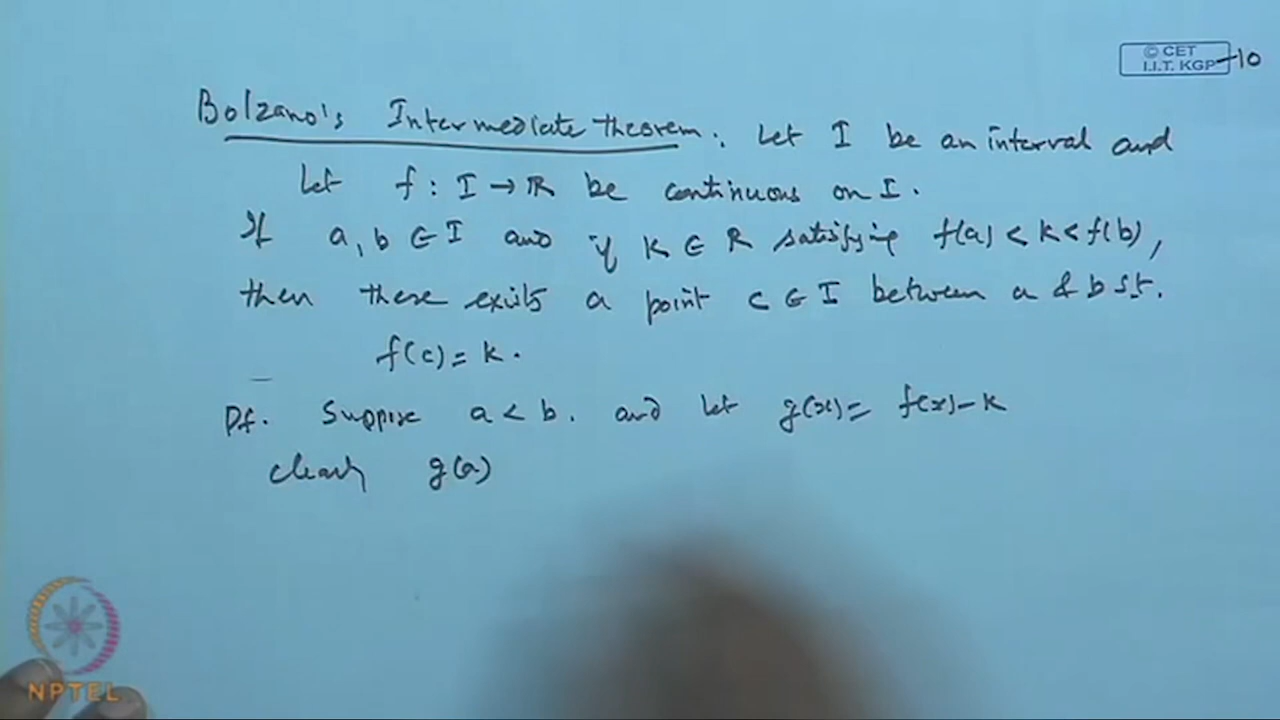 © CET
I.I.T. KGP
-10
Bolzano's Intermediate theorem: Let I be an interval and
Let f: I → R be continuous on I.
If a, b ∈ I and if k ∈ R satisfying f(a) < k < f(b),
then there exits a point c ∈ I between a & b s.t.
f(c) = k.
Pf. Suppose a < b. and let g(x) = f(x) - k
clearly g(a)
NPTEL